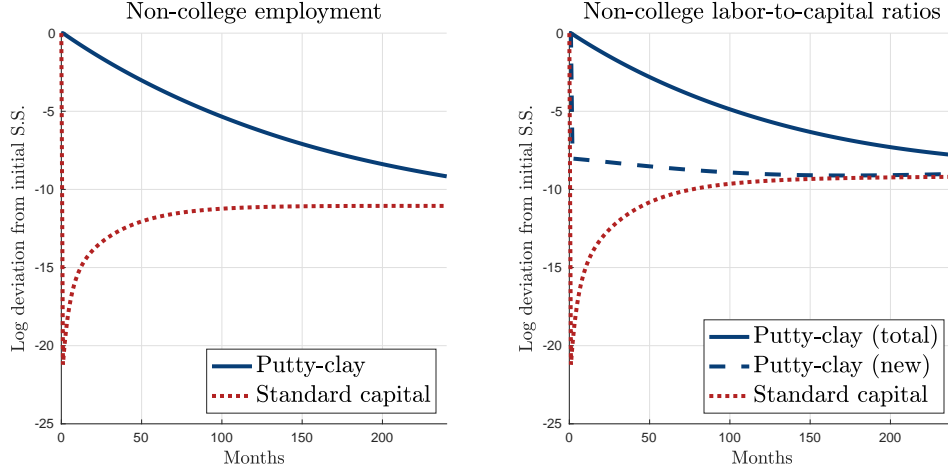 Non-college employment
Log deviation from initial S.S.
0
-5
-10
-15
-20
-25
0
50
100
150
200
Months
Putty-clay
Standard capital
Non-college labor-to-capital ratios
Log deviation from initial S.S.
0
-5
-10
-15
-20
-25
0
50
100
150
200
Months
Putty-clay (total)
Putty-clay (new)
Standard capital